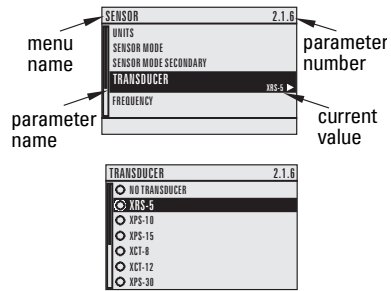 SENSOR 2.1.6
menu name
parameter number
UNITS
SENSOR MODE
SENSOR MODE SECONDARY
TRANSDUCER
XRS-5
FREQUENCY
parameter name
current value
TRANSDUCER 2.1.6
NO TRANSDUCER
XRS-5
XPS-10
XPS-15
XCT-8
XCT-12
XPS-30